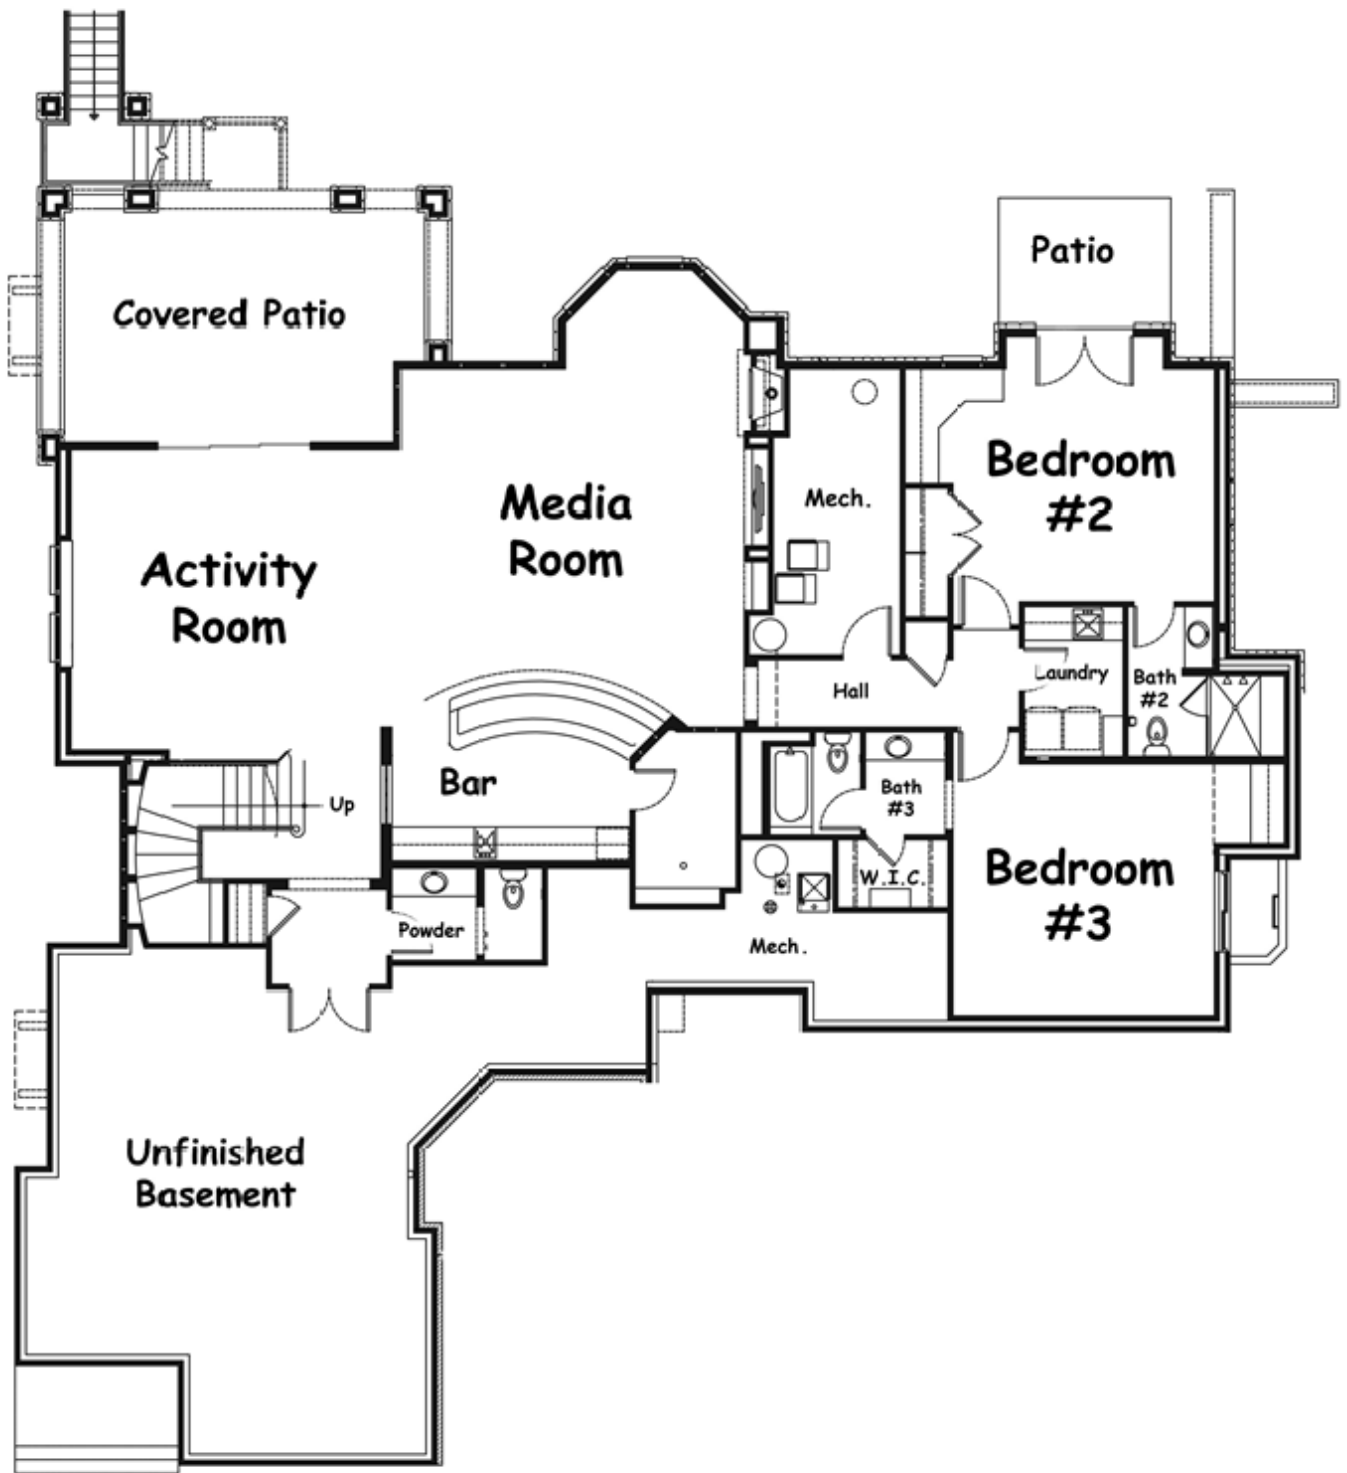 Patio
Covered Patio
Bedroom
#2
Media
Room
Mech.
Activity
Room
Hall
Laundry
Bath
#2
Bar
Up
Bath
#3
Bedroom
#3
W.I.C.
Powder
Mech.
Unfinished
Basement